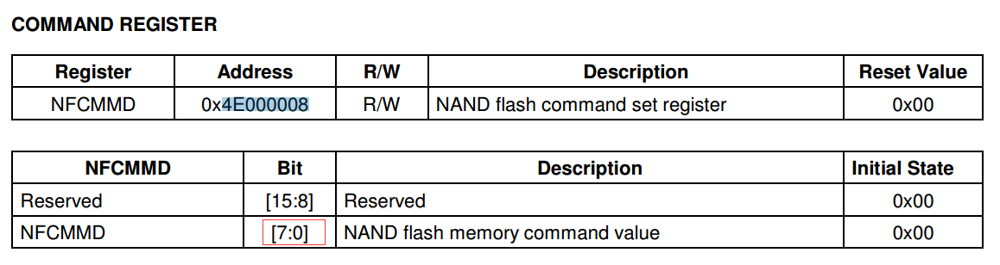 COMMAND REGISTER
Register Address R/W Description Reset Value
NFCMMD 0x4E000008 R/W NAND flash command set register 0x00
NFCMMD Bit Description Initial State
Reserved [15:8] Reserved 0x00
NFCMMD [7:0] NAND flash memory command value 0x00